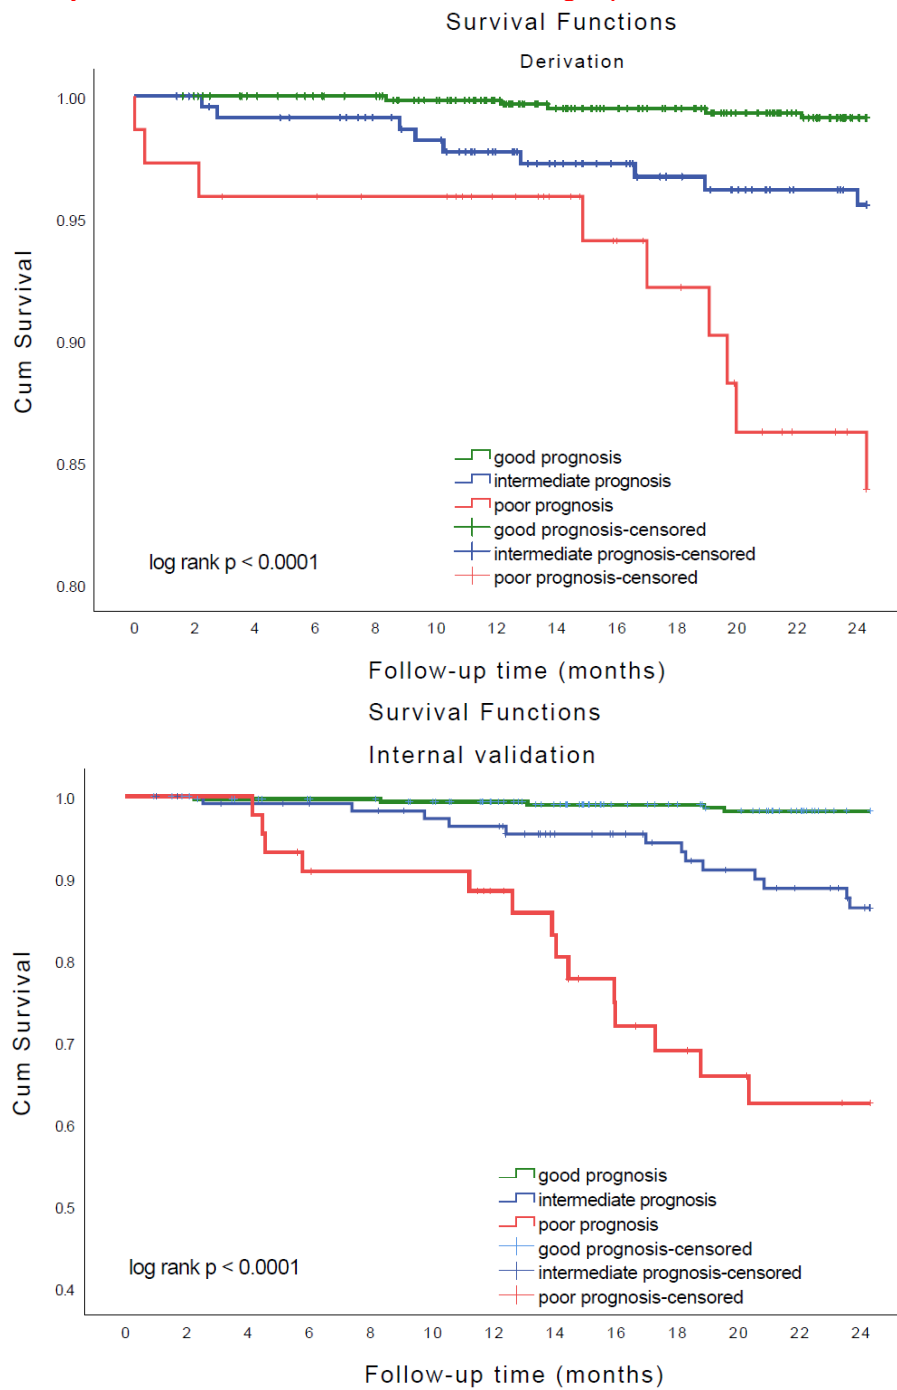 Survival Functions
Derivation
Cum Survival
1.00
0.95
0.90
0.85
0.80
good prognosis
intermediate prognosis
poor prognosis
good prognosis-censored
intermediate prognosis-censored
poor prognosis-censored
log rank p < 0.0001
0 2 4 6 8 10 12 14 16 18 20 22 24
Follow-up time (months)
Survival Functions
Internal validation
Cum Survival
1.0
0.9
0.8
0.7
0.6
0.5
0.4
good prognosis
intermediate prognosis
poor prognosis
good prognosis-censored
intermediate prognosis-censored
poor prognosis-censored
log rank p < 0.0001
0 2 4 6 8 10 12 14 16 18 20 22 24
Follow-up time (months)